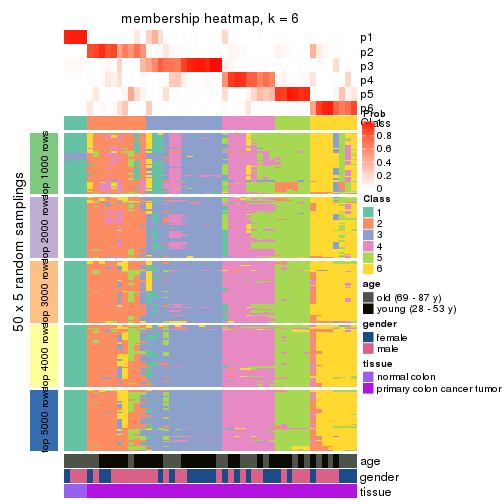 membership heatmap, k = 6
p1
p2
p3
p4
p5
p6
Class
Prob
1
0.8
0.6
0.4
0.2
0
Class
1
2
3
4
5
6
age
old (69 - 87 y)
young (28 - 53 y)
gender
female
male
tissue
normal colon
primary colon cancer tumor
50 x 5 random samplings
top 1000 rows
top 2000 rows
top 3000 rows
top 4000 rows
top 5000 rows
age
gender
tissue